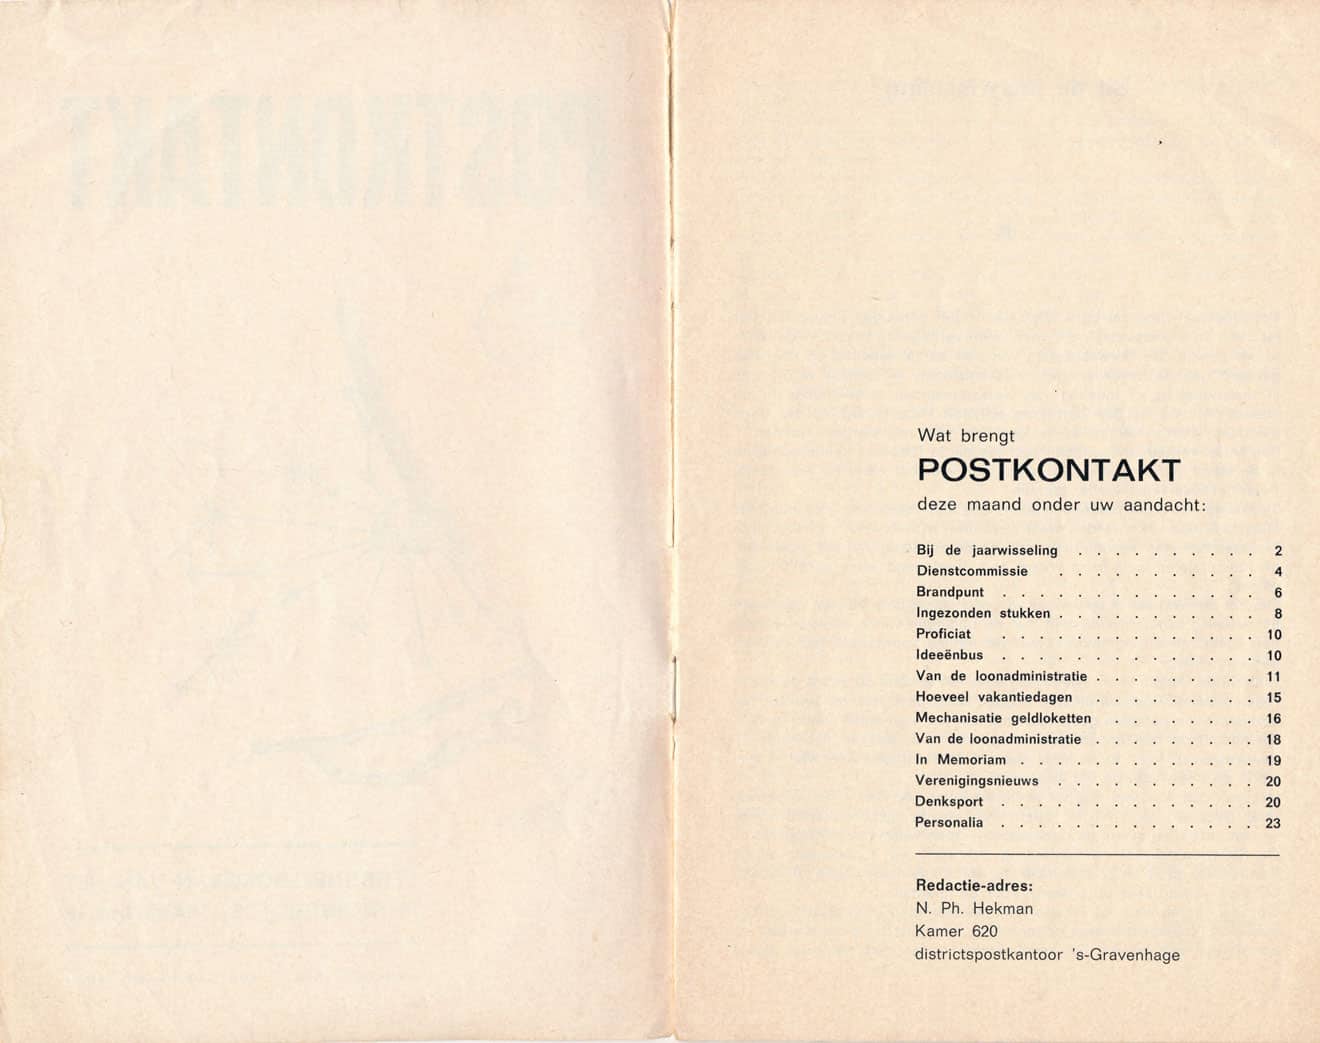 Wat brengt
POSTKONTAKT
deze maand onder uw aandacht:
Bij de jaarwisseling . . . . . . . . . . 2
Dienstcommissie . . . . . . . . . . . 4
Brandpunt . . . . . . . . . . . . . . 6
Ingezonden stukken . . . . . . . . . . . 8
Proficiat . . . . . . . . . . . . . . 10
Ideeënbus . . . . . . . . . . . . . . 10
Van de loonadministratie . . . . . . . . . 11
Hoeveel vakantiedagen . . . . . . . . . 15
Mechanisatie geldloketten . . . . . . . . 16
Van de loonadministratie . . . . . . . . . 18
In Memoriam . . . . . . . . . . . . . 19
Verenigingsnieuws . . . . . . . . . . . 20
Denksport . . . . . . . . . . . . . . 20
Personalia . . . . . . . . . . . . . . 23
Redactie-adres:
N. Ph. Hekman
Kamer 620
districtspostkantoor 's-Gravenhage